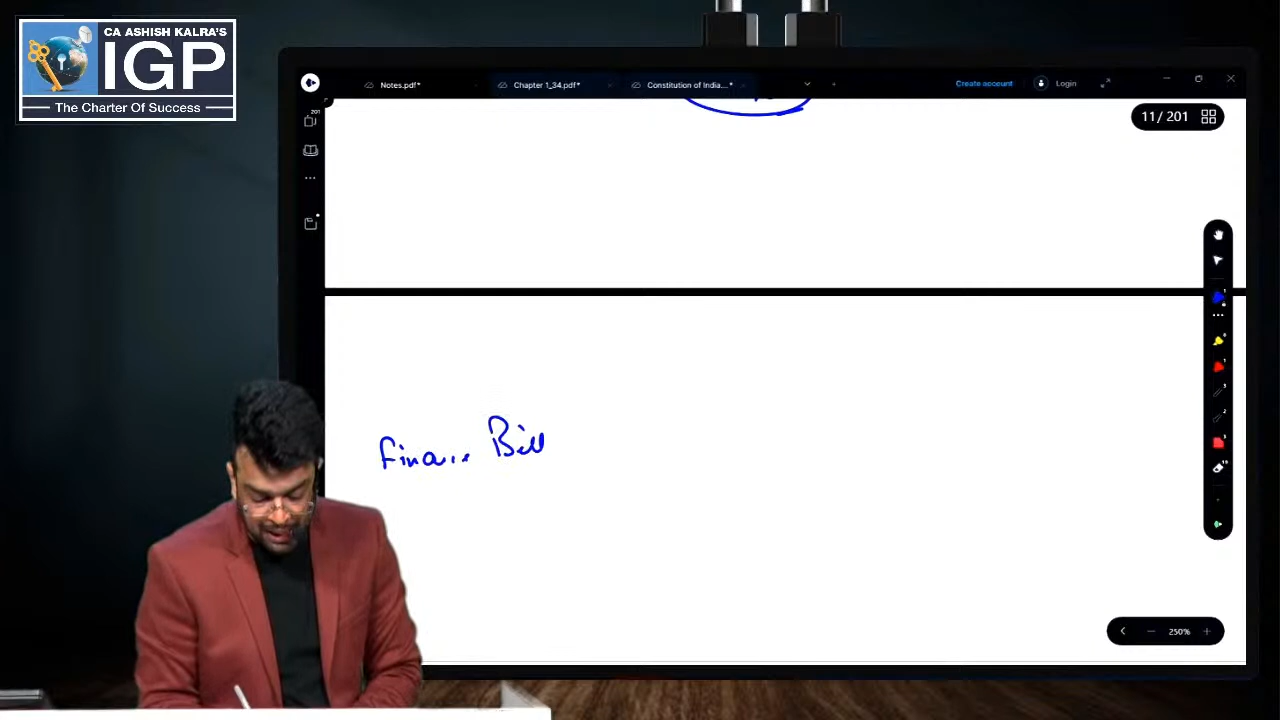 CA ASHISH KALRA'S
IGP
The Charter Of Success
Notes.pdf*
Chapter 1_34.pdf*
Constitution of India....*
Create account
Login
201
11/ 201
Finance Bill
250%